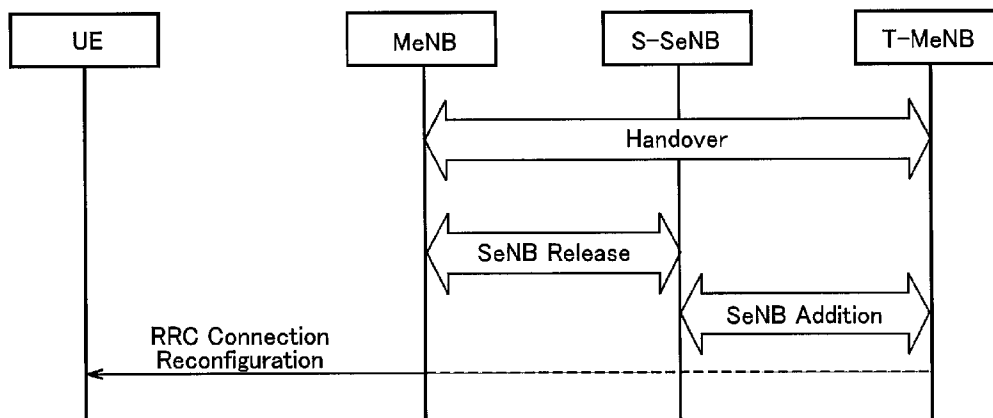 UE
MeNB
S-SeNB
T-MeNB
Handover
SeNB Release
SeNB Addition
RRC Connection
Reconfiguration